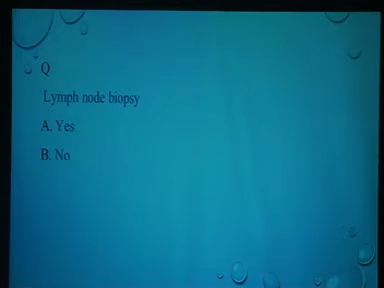 Q
Lymph node biopsy
A. Yes
B. No